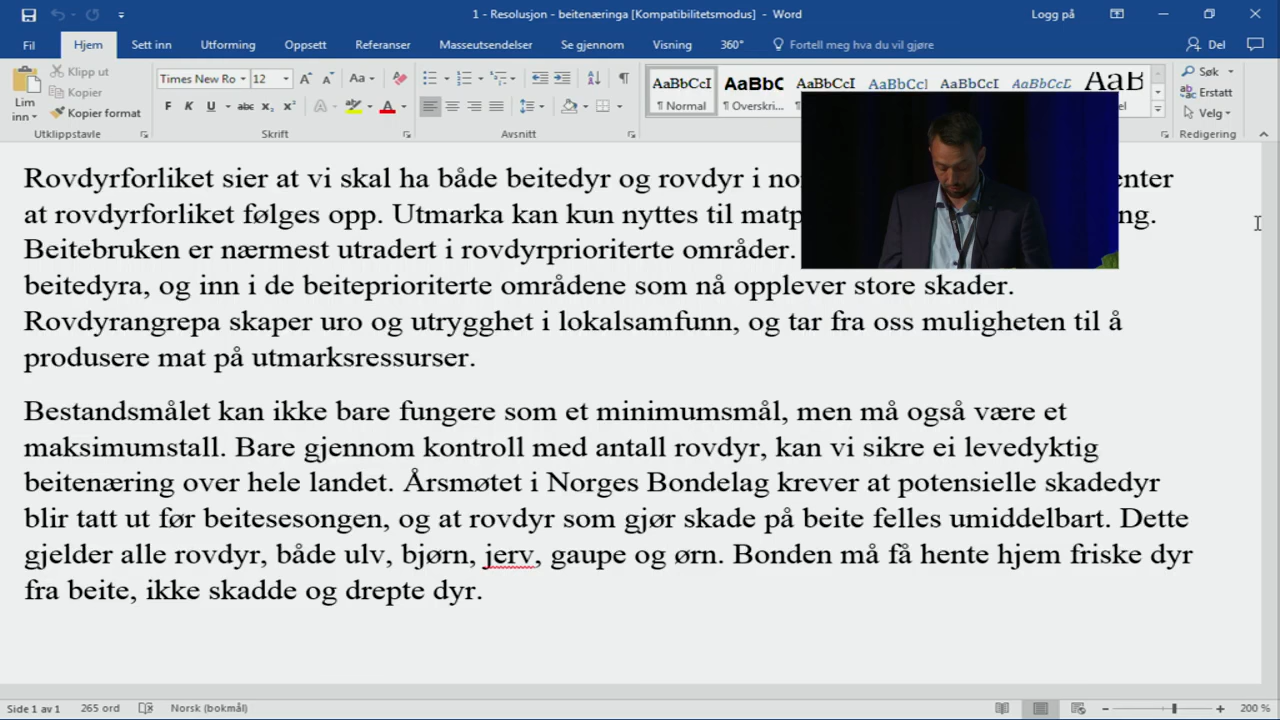 1 - Resolusjon - beitenæringa [Kompatibilitetsmodus] - Word
Logg på
Fil Hjem Sett inn Utforming Oppsett Referanser Masseutsendelser Se gjennom Visning 360° Fortell meg hva du vil gjøre Del
Lim inn
Klipp ut
Kopier
Kopier format
Utklippstavle
Times New Ro 12
F K U abc x₂ x²
Skrift
Avsnitt
AaBbCcI AaBbC AaBbCcI AaBbCcI AaBbCcI AaBbCcD AaB
¶ Normal ¶ Overskri...
Søk
Erstatt
Velg
Redigering
Rovdyrforliket sier at vi skal ha både beitedyr og rovdyr i
at rovdyrforliket følges opp. Utmarka kan kun nyttes til
Beitebruken er nærmest utradert i rovdyrprioriterte områder.
beitedyra, og inn i de beiteprioriterte områdene som nå opplever store skader.
Rovdyrangrepa skaper uro og utrygghet i lokalsamfunn, og tar fra oss muligheten til å
produsere mat på utmarksressurser.
Bestandsmålet kan ikke bare fungere som et minimumsmål, men må også være et
maksimumstall. Bare gjennom kontroll med antall rovdyr, kan vi sikre ei levedyktig
beitenæring over hele landet. Årsmøtet i Norges Bondelag krever at potensielle skadedyr
blir tatt ut før beitesesongen, og at rovdyr som gjør skade på beite felles umiddelbart. Dette
gjelder alle rovdyr, både ulv, bjørn, jerv, gaupe og ørn. Bonden må få hente hjem friske dyr
fra beite, ikke skadde og drepte dyr.
Side 1 av 1 265 ord Norsk (bokmål) 200 %